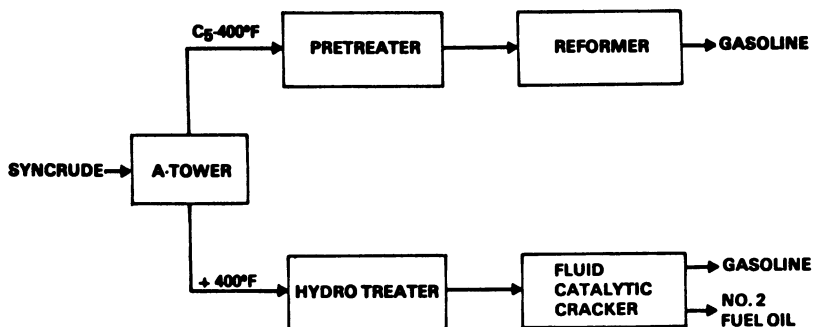 C5-400°F
PRETREATER
REFORMER
GASOLINE
SYNCRUDE
A-TOWER
+ 400°F
HYDRO TREATER
FLUID
CATALYTIC
CRACKER
GASOLINE
NO. 2
FUEL OIL